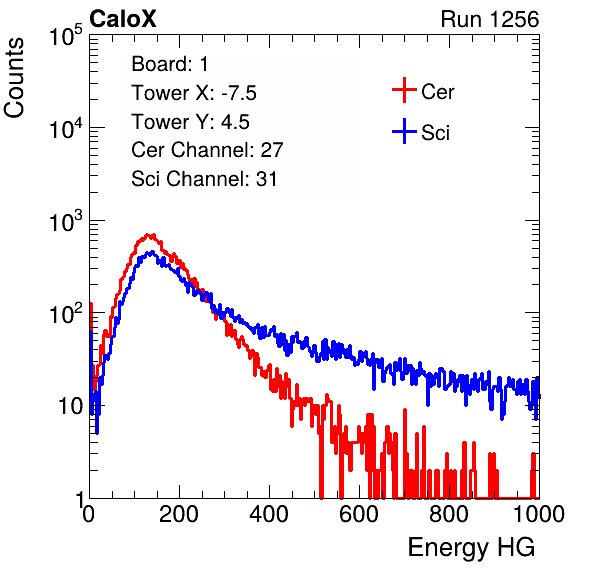 CaloX Run 1256
Counts
10^5
10^4
10^3
10^2
10
1
Board: 1
Tower X: -7.5
Tower Y: 4.5
Cer Channel: 27
Sci Channel: 31
Cer
Sci
0 200 400 600 800 1000
Energy HG